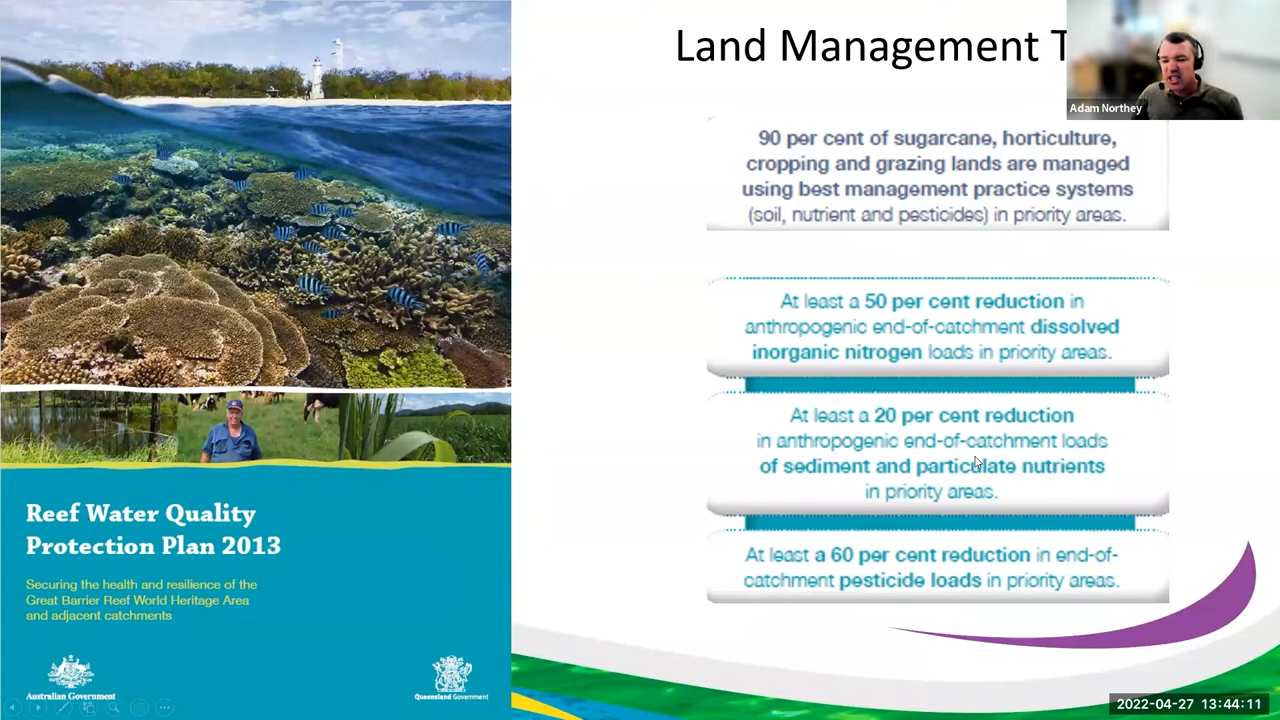 Land Management T
Adam Northey
90 per cent of sugarcane, horticulture,
cropping and grazing lands are managed
using best management practice systems
(soil, nutrient and pesticides) in priority areas.
At least a 50 per cent reduction in
anthropogenic end-of-catchment dissolved
inorganic nitrogen loads in priority areas.
At least a 20 per cent reduction
in anthropogenic end-of-catchment loads
of sediment and particulate nutrients
in priority areas.
At least a 60 per cent reduction in end-of-
catchment pesticide loads in priority areas.
Reef Water Quality
Protection Plan 2013
Securing the health and resilience of the
Great Barrier Reef World Heritage Area
and adjacent catchments
Australian Government
Queensland Government
2022-04-27 13:44:11